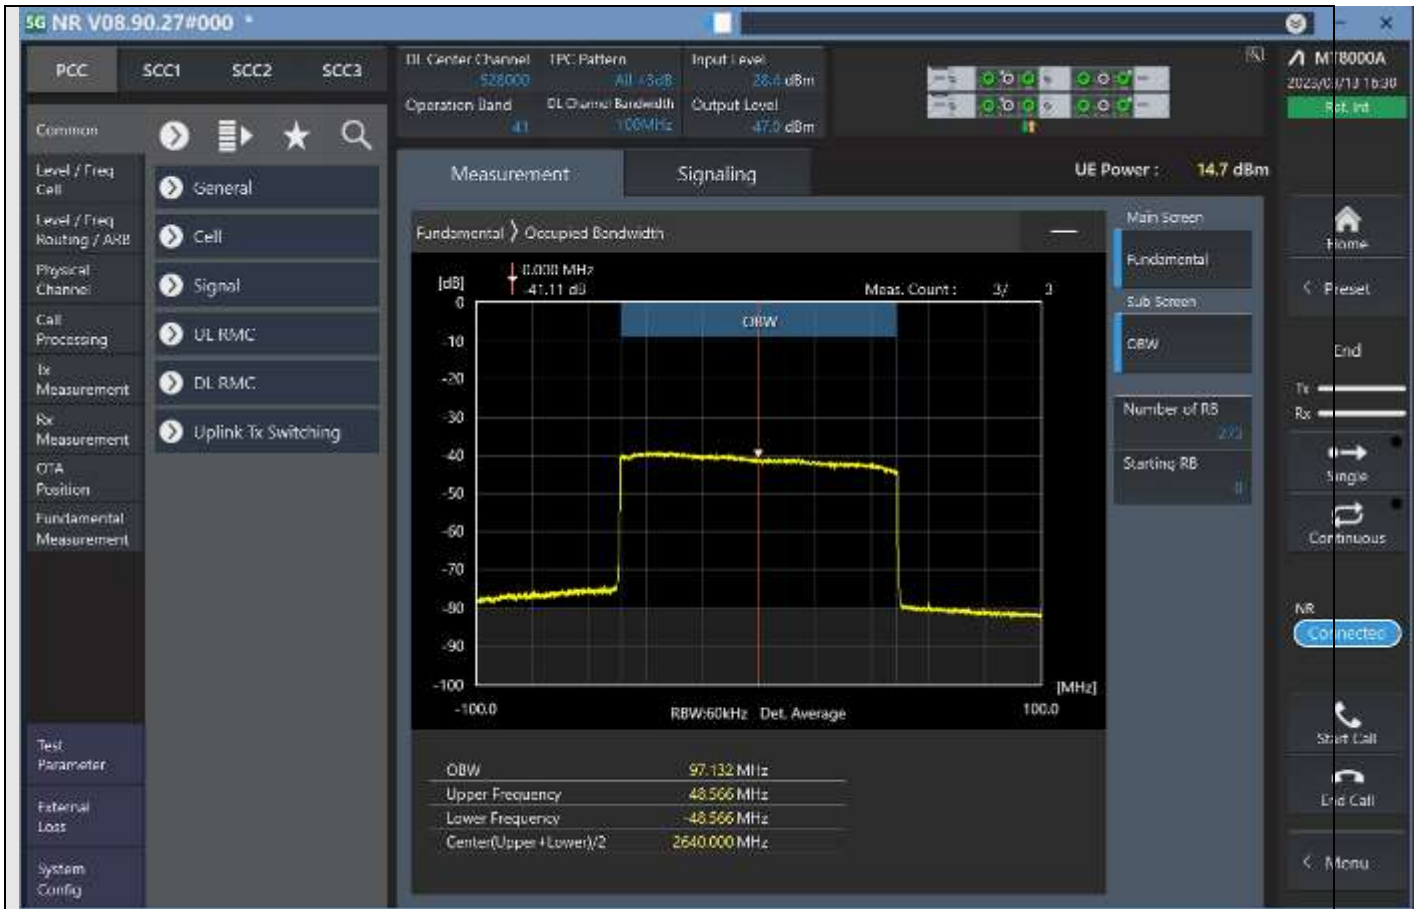 5G NR V08.90.27#000 *
PCC SCC1 SCC2 SCC3
DL Center Channel 528000
TPC Pattern All +3dB
Input Level 28.4 dBm
Operation Band 41
DL Channel Bandwidth 100MHz
Output Level -47.0 dBm
MT8000A
16:30
Ref. Int
Common
Level / Freq
Cell
Level / Freq
Routing / ARB
Physical
Channel
Call
Processing
Tx
Measurement
Rx
Measurement
OTA
Position
Fundamental
Measurement
Test
Parameter
External
Loss
System
Config
General
Cell
Signal
UL RMC
DL RMC
Uplink Tx Switching
Measurement Signaling
UE Power : 14.7 dBm
Fundamental Occupied Bandwidth
[dB]
0.000 MHz
-41.11 dB
Meas. Count : 3/ 3
OBW
0
-10
-20
-30
-40
-50
-60
-70
-80
-90
-100
[MHz]
-100.0 RBW:60kHz Det. Average 100.0
OBW 97.132 MHz
Upper Frequency 48.566 MHz
Lower Frequency -48.566 MHz
Center(Upper+Lower)/2 2640.000 MHz
Main Screen
Fundamental
Sub Screen
OBW
Number of RB
273
Starting RB
0
Home
Preset
End
Tx
Rx
Single
Continuous
NR
Connected
Start Call
End Call
Menu